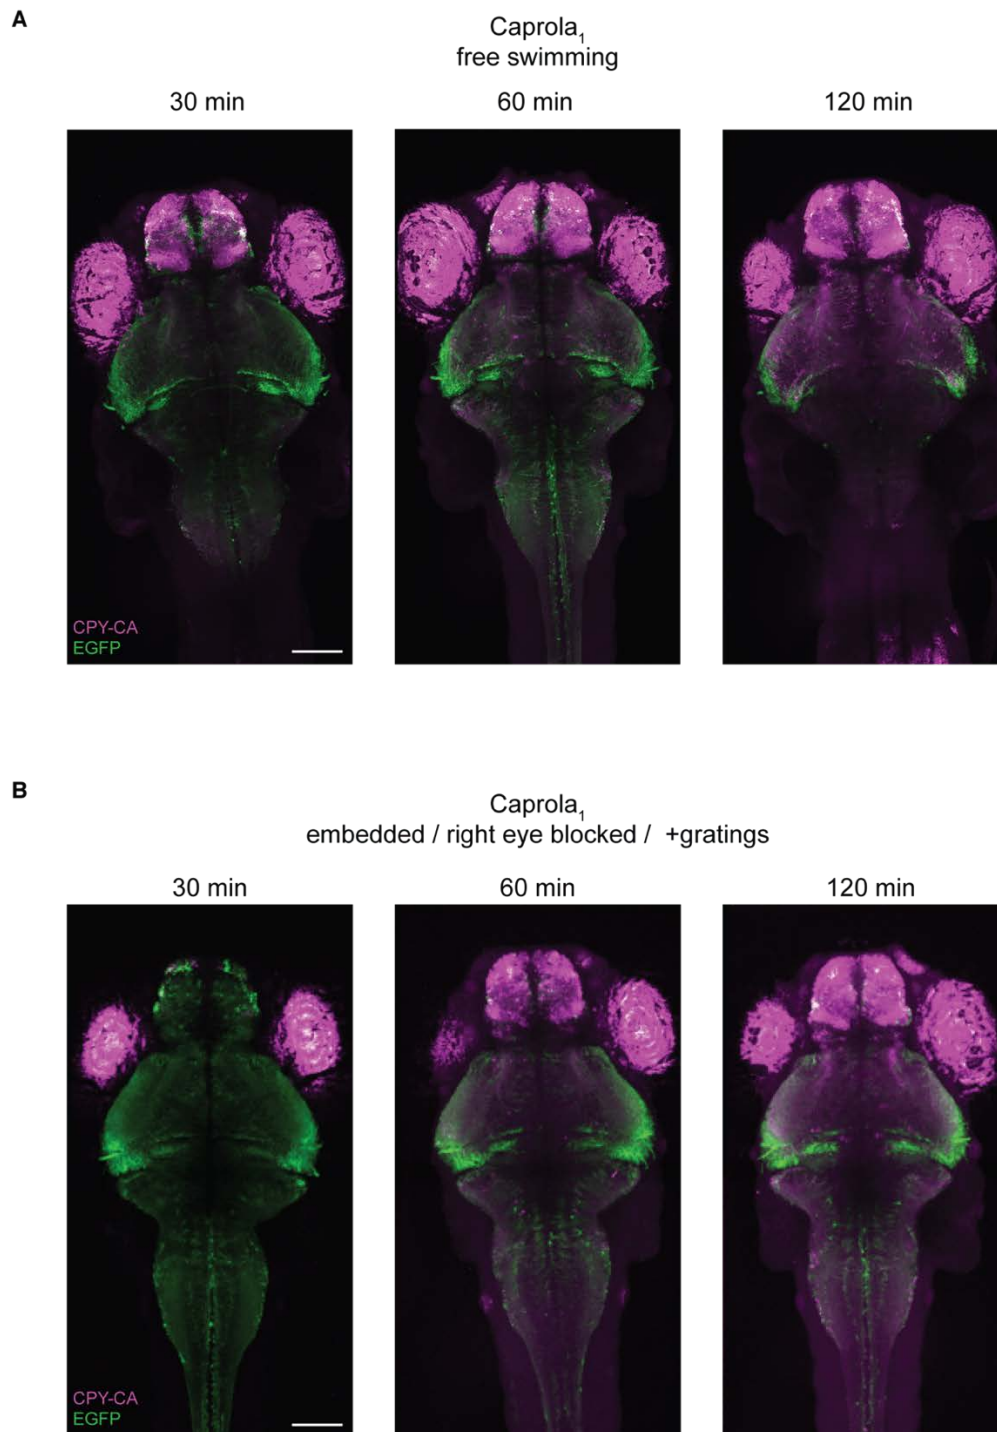 A
Caprola₁
free swimming
30 min 60 min 120 min
CPY-CA
EGFP
B
Caprola₁
embedded / right eye blocked / +gratings
30 min 60 min 120 min
CPY-CA
EGFP